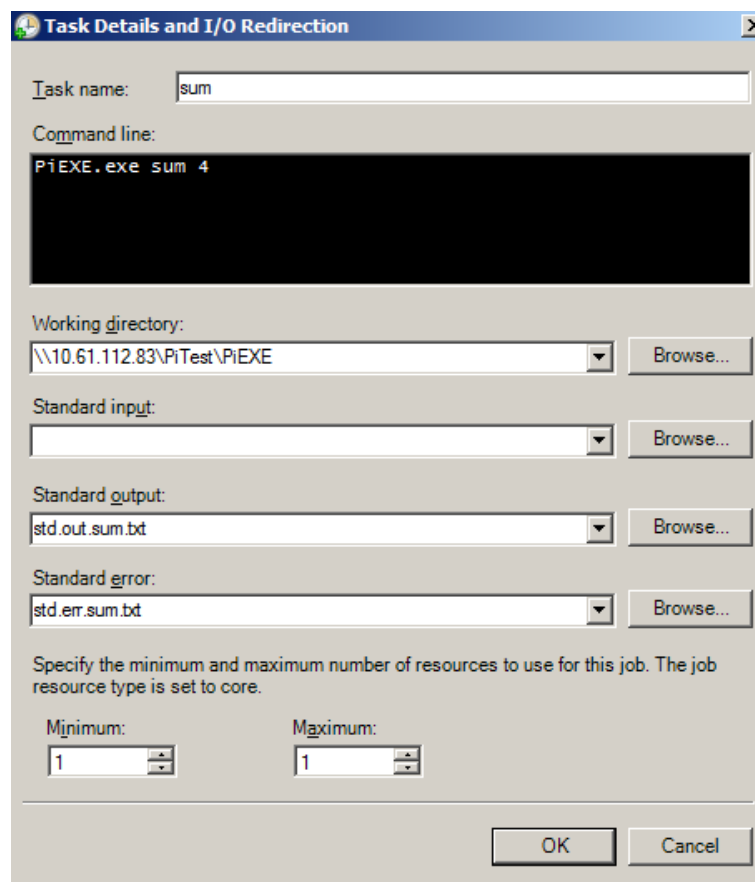 Task Details and I/O Redirection
Task name:
sum
Command line:
PiEXE.exe sum 4
Working directory:
\\10.61.112.83\PiTest\PiEXE
Browse...
Standard input:
Browse...
Standard output:
std.out.sum.txt
Browse...
Standard error:
std.err.sum.txt
Browse...
Specify the minimum and maximum number of resources to use for this job. The job
resource type is set to core.
Minimum:
Maximum:
1
1
OK
Cancel